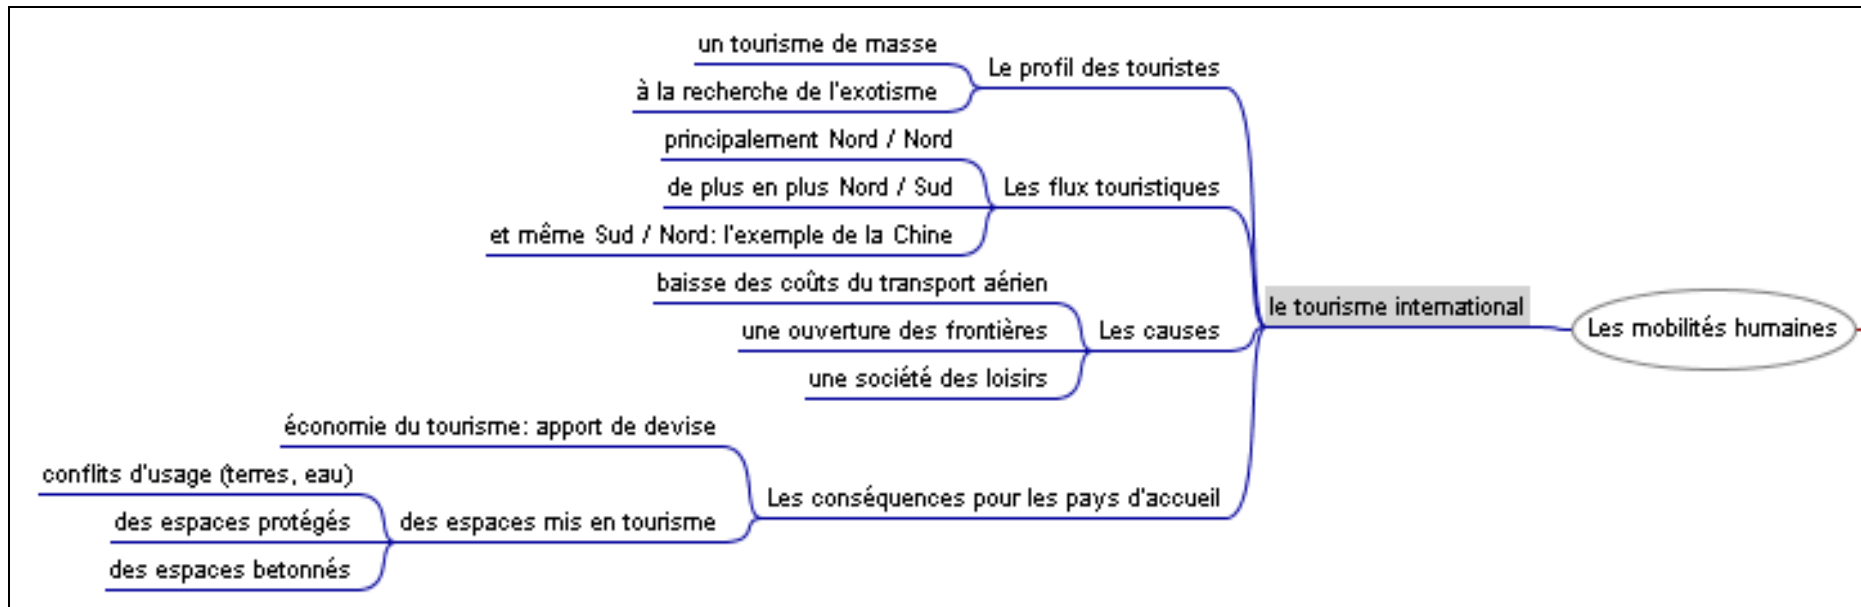 un tourisme de masse
Le profil des touristes
à la recherche de l'exotisme
principalement Nord / Nord
de plus en plus Nord / Sud
Les flux touristiques
et même Sud / Nord: l'exemple de la Chine
baisse des coûts du transport aérien
le tourisme international
Les mobilités humaines
une ouverture des frontières
Les causes
une société des loisirs
économie du tourisme: apport de devise
conflits d'usage (terres, eau)
Les conséquences pour les pays d'accueil
des espaces protégés
des espaces mis en tourisme
des espaces betonnés